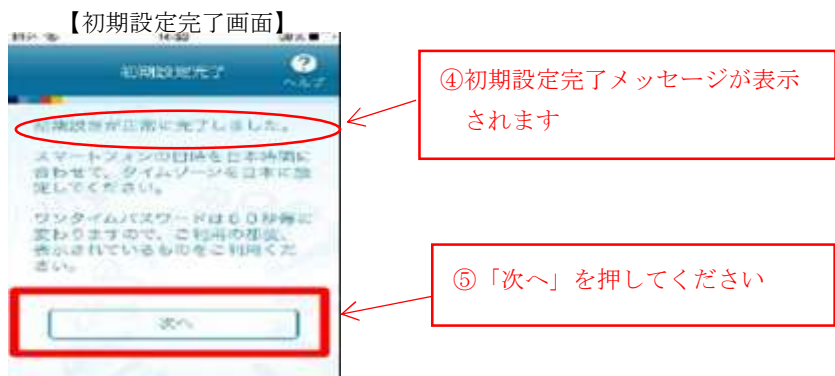 【初期設定完了画面】
初期設定完了
?
ヘルプ
初期設定が正常に完了しました。
スマートフォンの日時を日本時間に
合わせて、タイムゾーンを日本に設
定してください。
ワンタイムパスワードは60秒毎に
変わりますので、ご利用の都度、
表示されているものをご利用くだ
さい。
次へ
④初期設定完了メッセージが表示
されます
⑤「次へ」を押してください